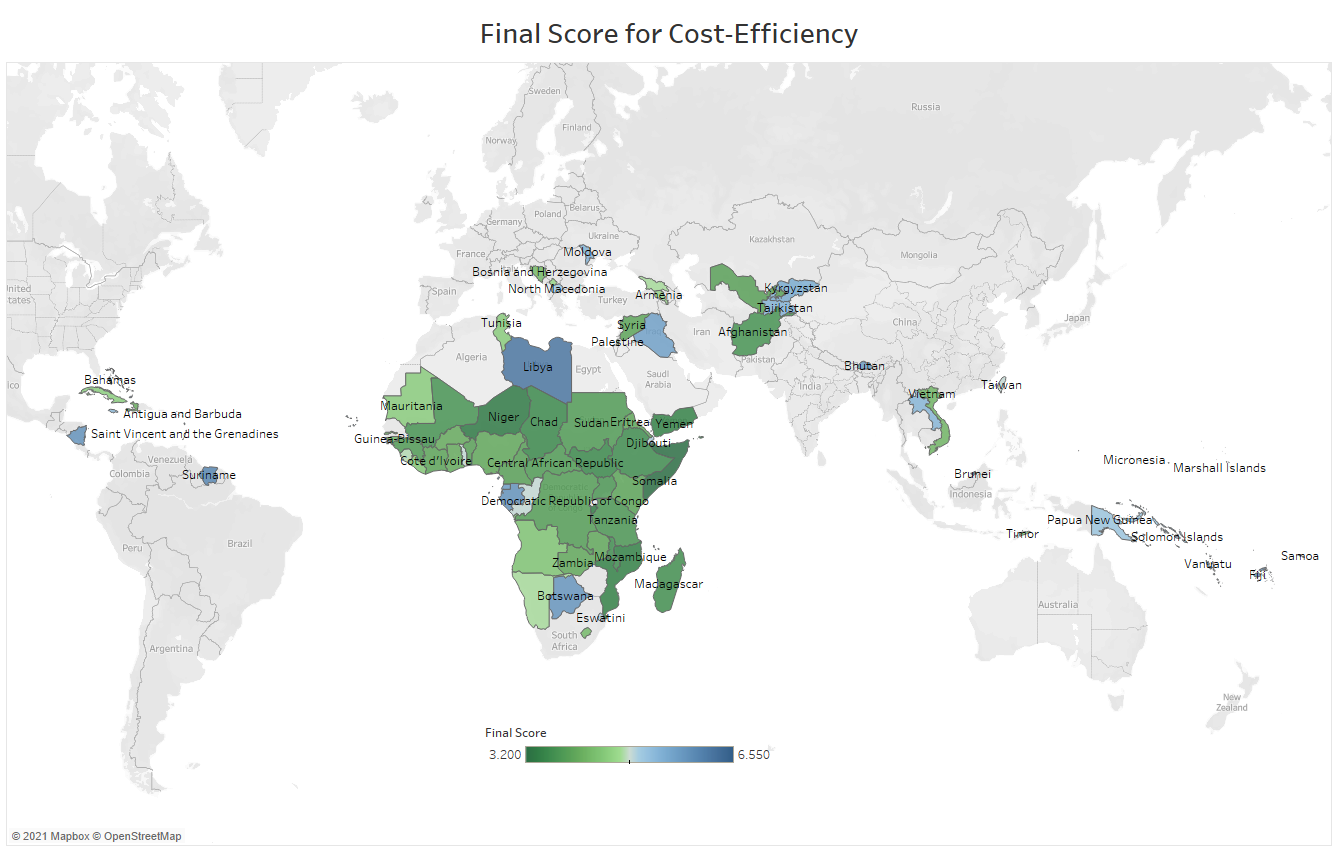 Final Score for Cost-Efficiency
Sweden
Russia
Finland
Norway
Belarus
Poland
Germany
Ukraine
Kazakhstan
France
Moldova
Mongolia
Bosnia and Herzegovina
North Macedonia
Kyrgyzstan
United
States
Spain
Turkey
Armenia
Tajikistan
Tunisia
Syria
Japan
China
Iran
Afghanistan
Palestine
Algeria
Libya
Egypt
Pakistan
Bhutan
Saudi
Arabia
Bahamas
India
Taiwan
Vietnam
Mauritania
Antigua and Barbuda
Niger
Chad
Sudan
Eritrea
Yemen
Saint Vincent and the Grenadines
Guinea-Bissau
Djibouti
Venezuela
Côte d'Ivoire
Central African Republic
Micronesia
Marshall Islands
Colombia
Suriname
Somalia
Brunei
Indonesia
Democratic Republic of Congo
Tanzania
Papua New Guinea
Timor
Solomon Islands
Peru
Brazil
Zambia
Mozambique
Samoa
Vanuatu
Fiji
Madagascar
Botswana
Australia
Eswatini
South
Africa
Argentina
New
Zealand
Final Score
3.200
6.550
© 2021 Mapbox © OpenStreetMap